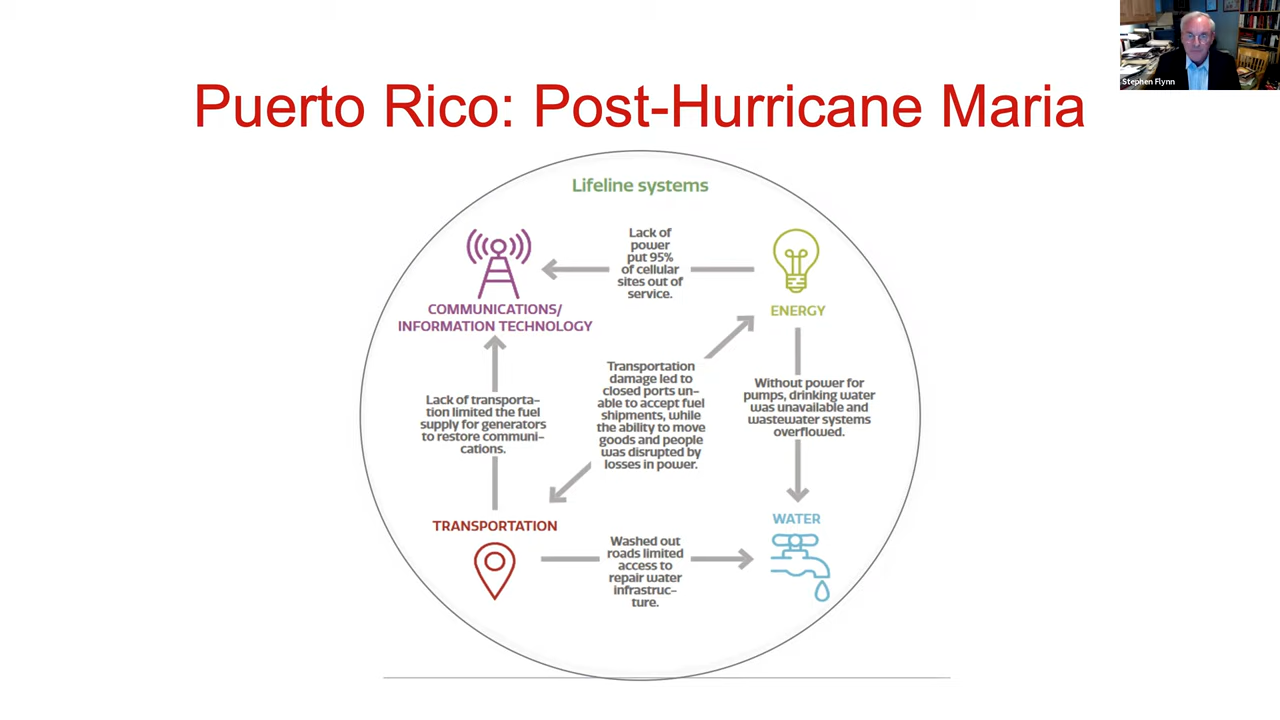 Stephen Flynn
Puerto Rico: Post-Hurricane Maria
Lifeline systems
Lack of
power
put 95%
of cellular
sites out of
service.
COMMUNICATIONS/
INFORMATION TECHNOLOGY
ENERGY
Lack of transporta-
tion limited the fuel
supply for generators
to restore communi-
cations.
Transportation
damage led to
closed ports un-
able to accept fuel
shipments, while
the ability to move
goods and people
was disrupted by
losses in power.
Without power for
pumps, drinking water
was unavailable and
wastewater systems
overflowed.
TRANSPORTATION
WATER
Washed out
roads limited
access to
repair water
infrastruc-
ture.